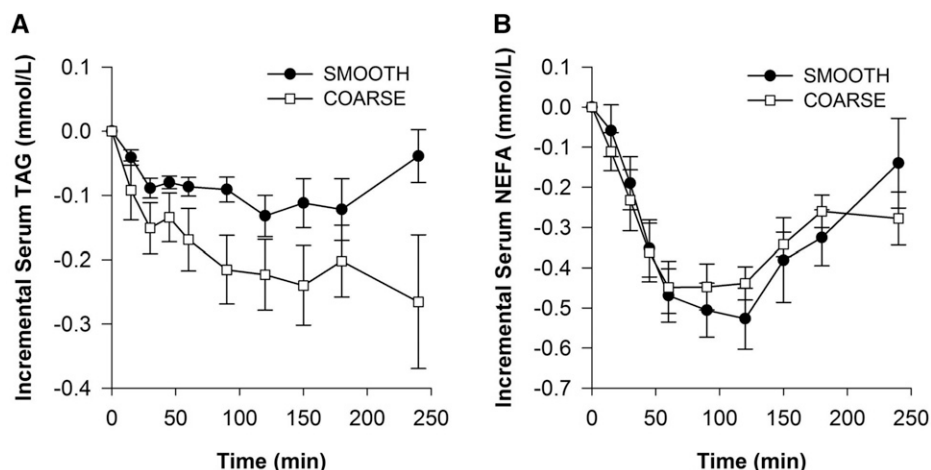 A
Incremental Serum TAG (mmol/L)
0.1
0.0
-0.1
-0.2
-0.3
-0.4
SMOOTH
COARSE
0 50 100 150 200 250
Time (min)
B
Incremental Serum NEFA (mmol/L)
0.1
0.0
-0.1
-0.2
-0.3
-0.4
-0.5
-0.6
-0.7
SMOOTH
COARSE
0 50 100 150 200 250
Time (min)